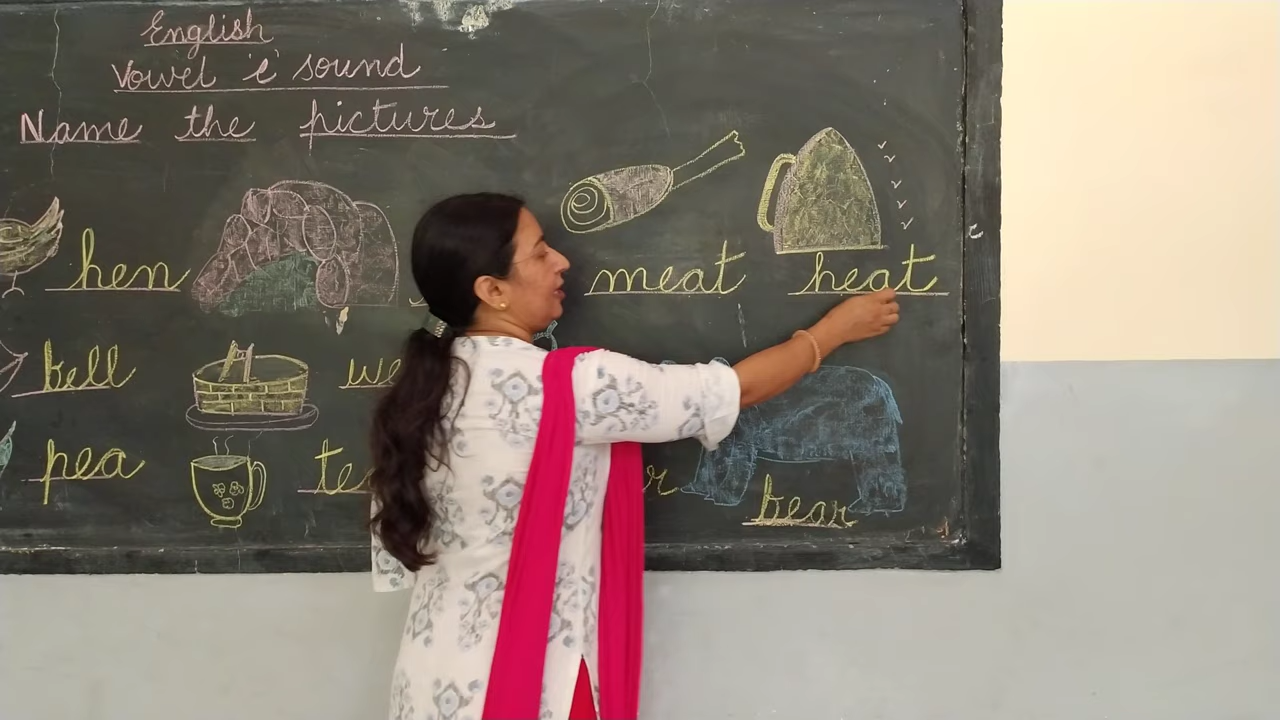 English
Vowel 'e' sound
Name the pictures
hen meat heat
bell
pea
bear